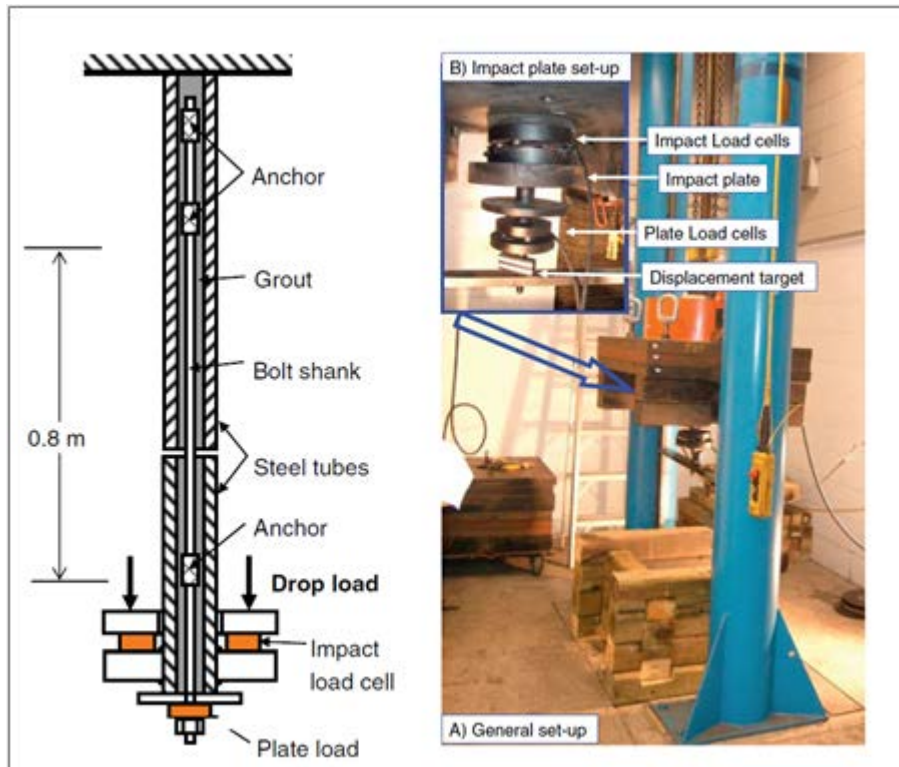 Anchor
Grout
Bolt shank
0.8 m
Steel tubes
Anchor
Drop load
Impact
load cell
Plate load
B) Impact plate set-up
Impact Load cells
Impact plate
Plate Load cells
Displacement target
A) General set-up